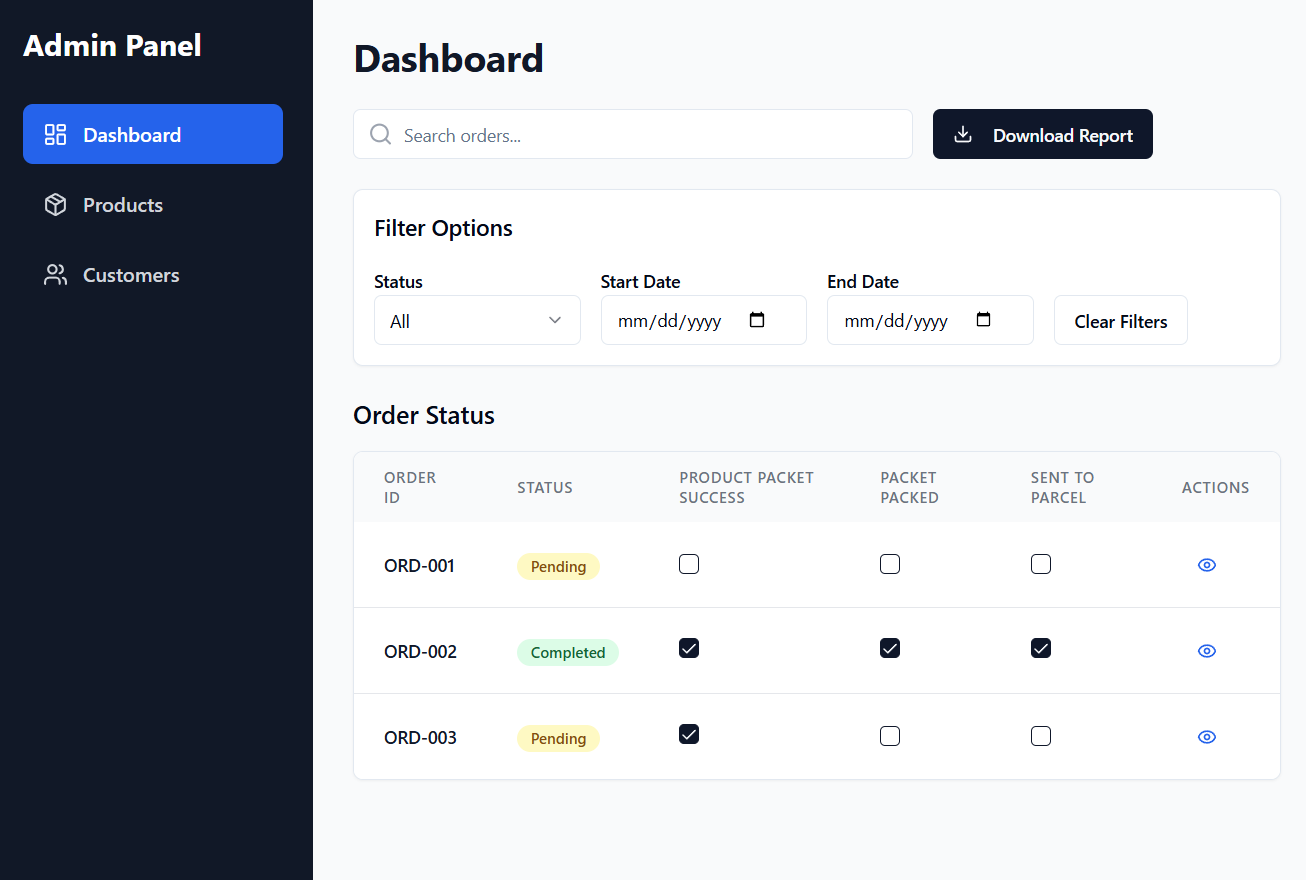 Admin Panel
Dashboard
Products
Customers
Dashboard
Search orders...
Download Report
Filter Options
Status Start Date End Date
All mm/dd/yyyy mm/dd/yyyy Clear Filters
Order Status
ORDER ID STATUS PRODUCT PACKET SUCCESS PACKET PACKED SENT TO PARCEL ACTIONS
ORD-001 Pending
ORD-002 Completed
ORD-003 Pending